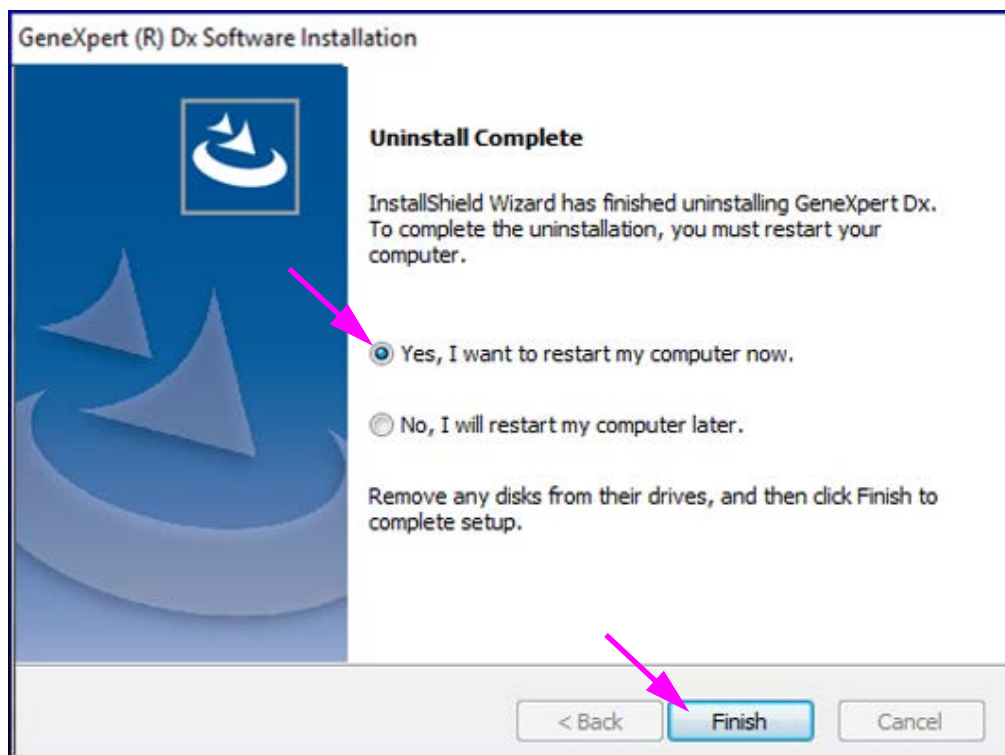 GeneXpert (R) Dx Software Installation
Uninstall Complete
InstallShield Wizard has finished uninstalling GeneXpert Dx.
To complete the uninstallation, you must restart your
computer.
Yes, I want to restart my computer now.
No, I will restart my computer later.
Remove any disks from their drives, and then click Finish to
complete setup.
< Back
Finish
Cancel